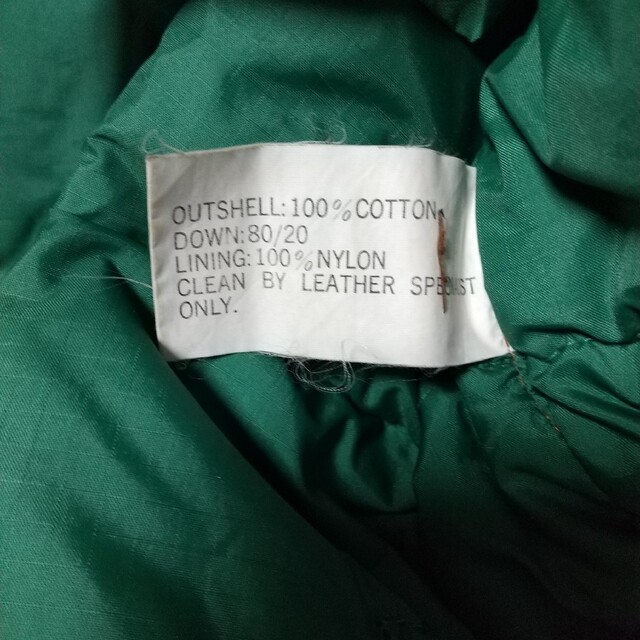 OUTSHELL:100%COTTON
DOWN:80/20
LINING:100%NYLON
CLEAN BY LEATHER
ONLY.